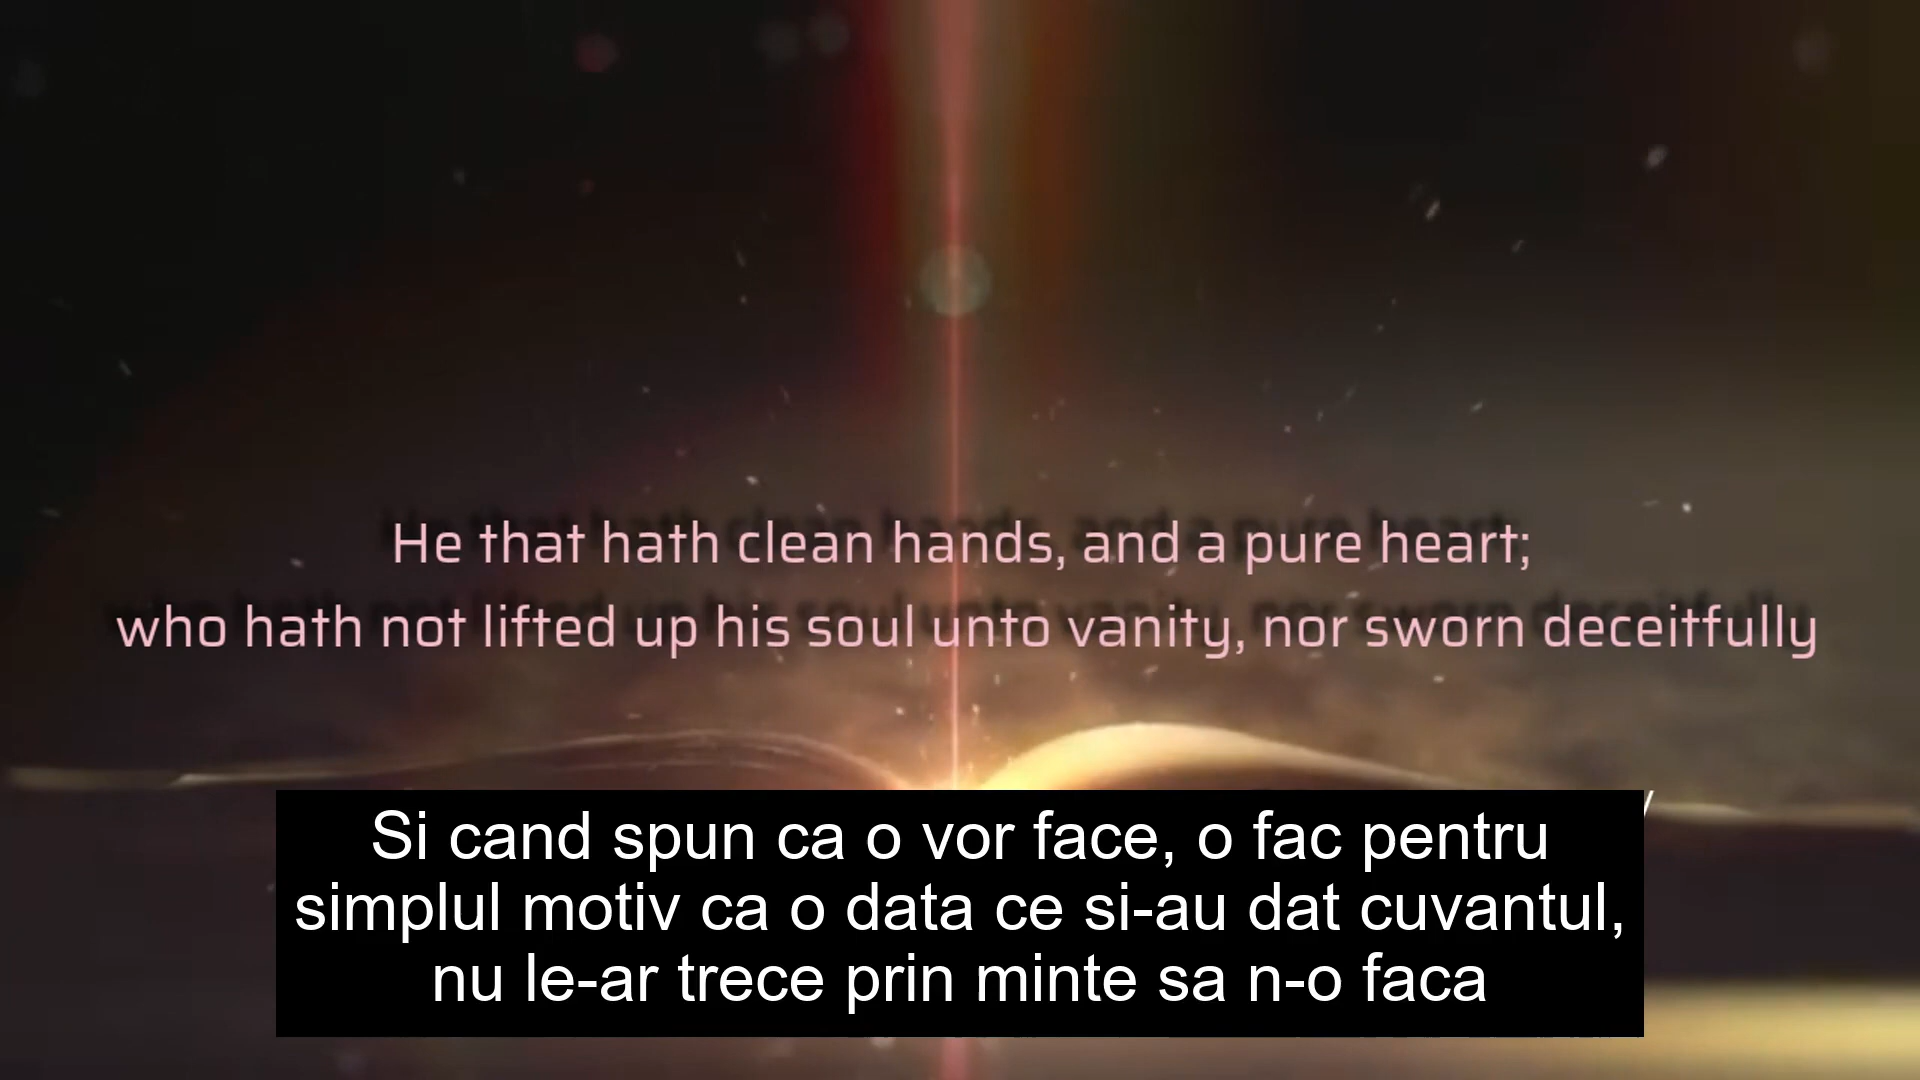 He that hath clean hands, and a pure heart;
who hath not lifted up his soul unto vanity, nor sworn deceitfully
Si cand spun ca o vor face, o fac pentru
simplul motiv ca o data ce si-au dat cuvantul,
nu le-ar trece prin minte sa n-o faca